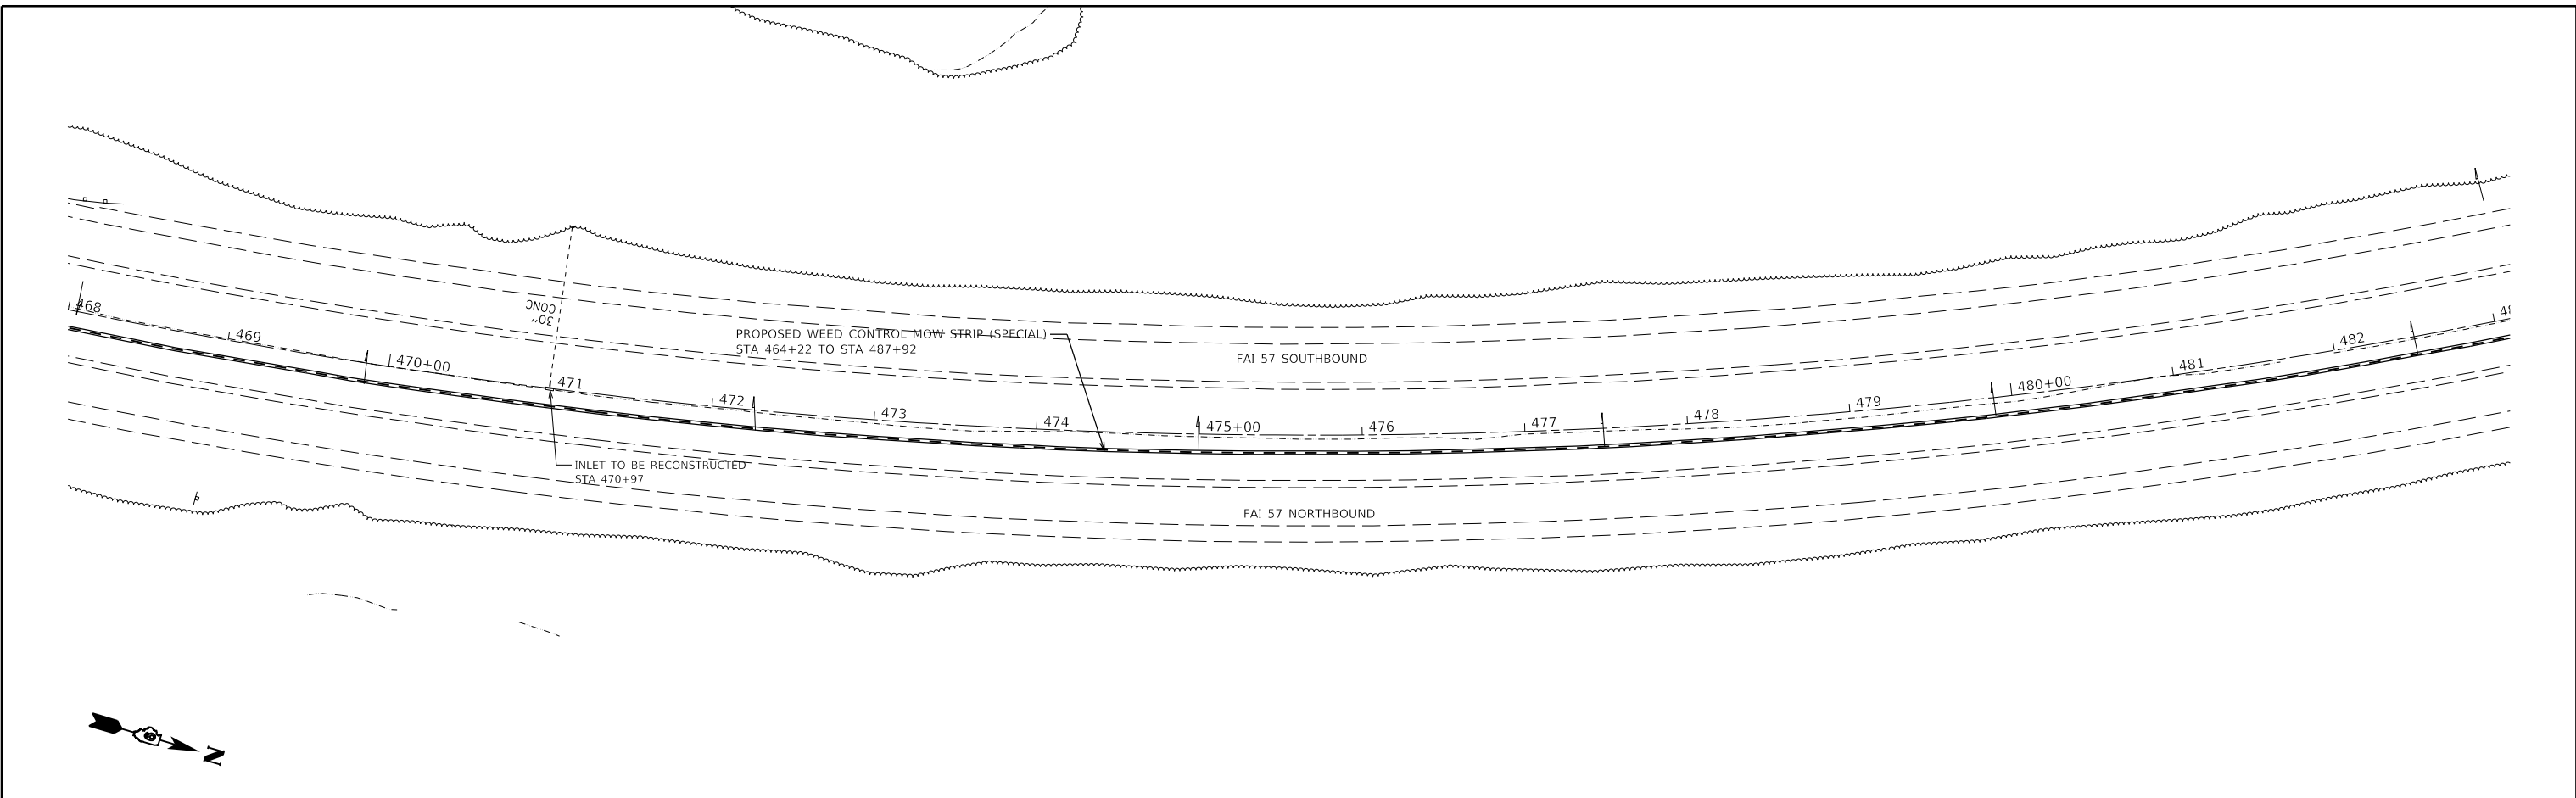 468
469
470+00
471
472
473
474
475+00
476
477
478
479
480+00
481
482
30" CONC
PROPOSED WEED CONTROL MOW STRIP (SPECIAL)
STA 464+22 TO STA 487+92
FAI 57 SOUTHBOUND
INLET TO BE RECONSTRUCTED
STA 470+97
FAI 57 NORTHBOUND
N